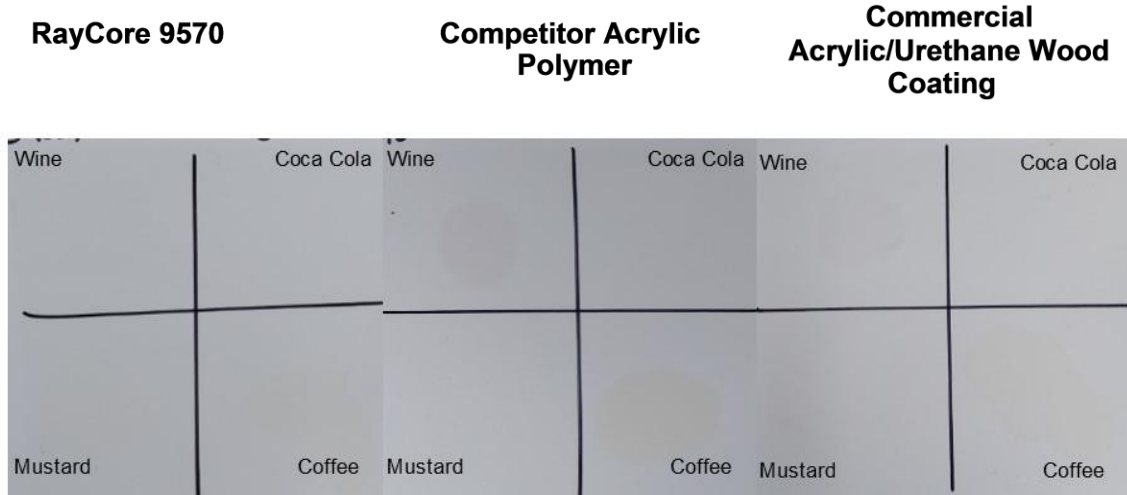 RayCore 9570
Competitor Acrylic
Polymer
Commercial
Acrylic/Urethane Wood
Coating
Wine
Coca Cola
Wine
Coca Cola
Wine
Coca Cola
Mustard
Coffee
Mustard
Coffee
Mustard
Coffee